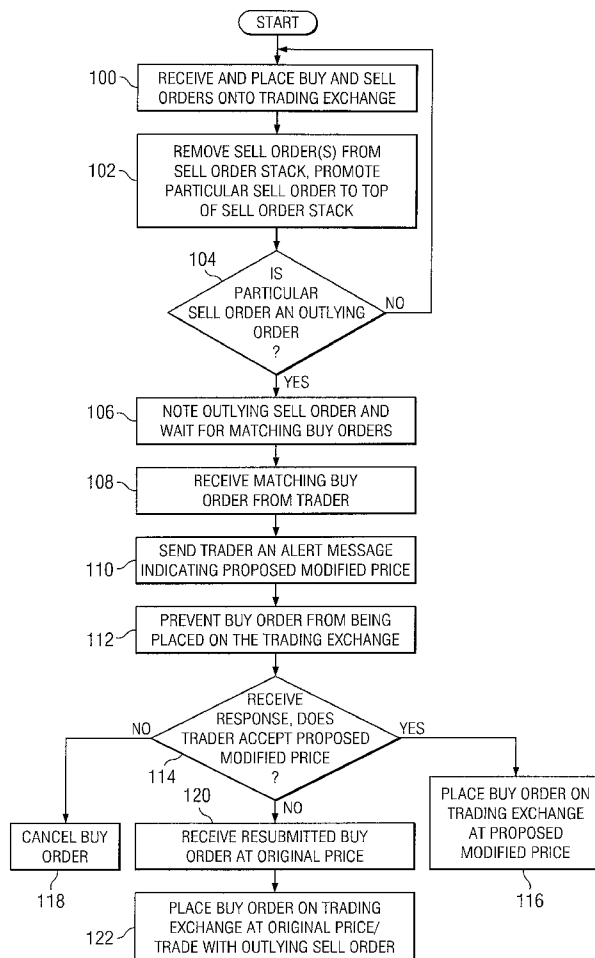 START
100
RECEIVE AND PLACE BUY AND SELL
ORDERS ONTO TRADING EXCHANGE
102
REMOVE SELL ORDER(S) FROM
SELL ORDER STACK, PROMOTE
PARTICULAR SELL ORDER TO TOP
OF SELL ORDER STACK
104
IS
PARTICULAR
SELL ORDER AN OUTLYING
ORDER
?
NO
YES
106
NOTE OUTLYING SELL ORDER AND
WAIT FOR MATCHING BUY ORDERS
108
RECEIVE MATCHING BUY
ORDER FROM TRADER
110
SEND TRADER AN ALERT MESSAGE
INDICATING PROPOSED MODIFIED PRICE
112
PREVENT BUY ORDER FROM BEING
PLACED ON THE TRADING EXCHANGE
RECEIVE
RESPONSE, DOES
TRADER ACCEPT PROPOSED
MODIFIED PRICE
?
114
NO
YES
NO
CANCEL BUY
ORDER
118
120
RECEIVE RESUBMITTED BUY
ORDER AT ORIGINAL PRICE
PLACE BUY ORDER ON
TRADING EXCHANGE
AT PROPOSED
MODIFIED PRICE
116
122
PLACE BUY ORDER ON TRADING
EXCHANGE AT ORIGINAL PRICE/
TRADE WITH OUTLYING SELL ORDER